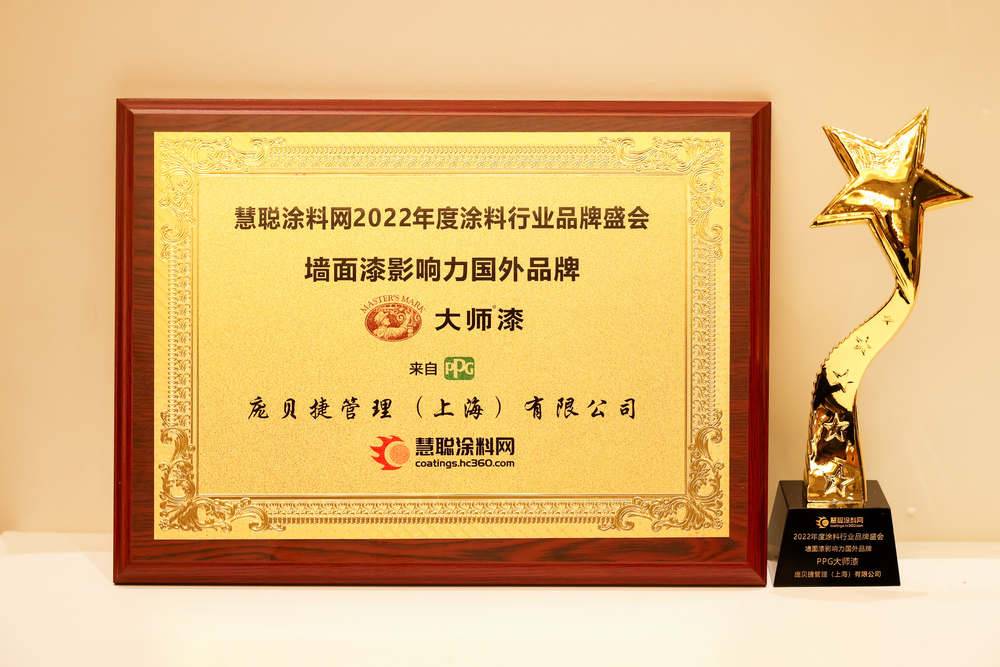 慧聪涂料网2022年度涂料行业品牌盛会
墙面漆影响力国外品牌
MASTER'S MARK
大师漆
来自 PPG
庞贝捷管理（上海）有限公司
慧聪涂料网
coatings.hc360.com
慧聪涂料网
coatings.hc360.com
2022年度涂料行业品牌盛会
墙面漆影响力国外品牌
PPG大师漆
庞贝捷管理（上海）有限公司